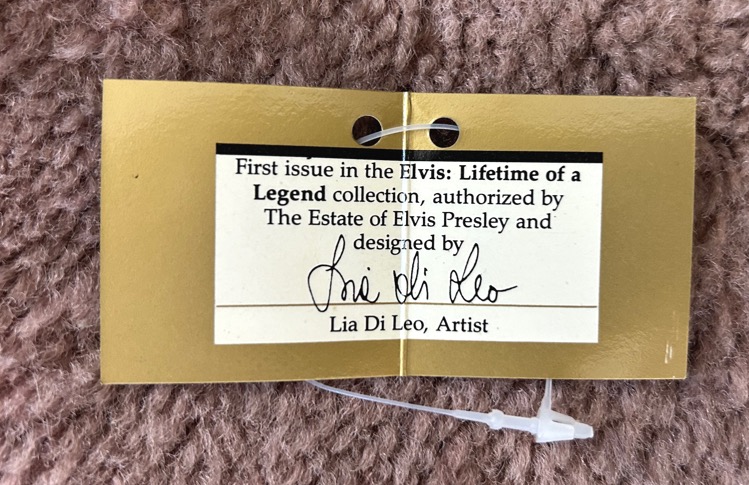 First issue in the Elvis: Lifetime of a
Legend collection, authorized by
The Estate of Elvis Presley and
designed by
Lia Di Leo
Lia Di Leo, Artist